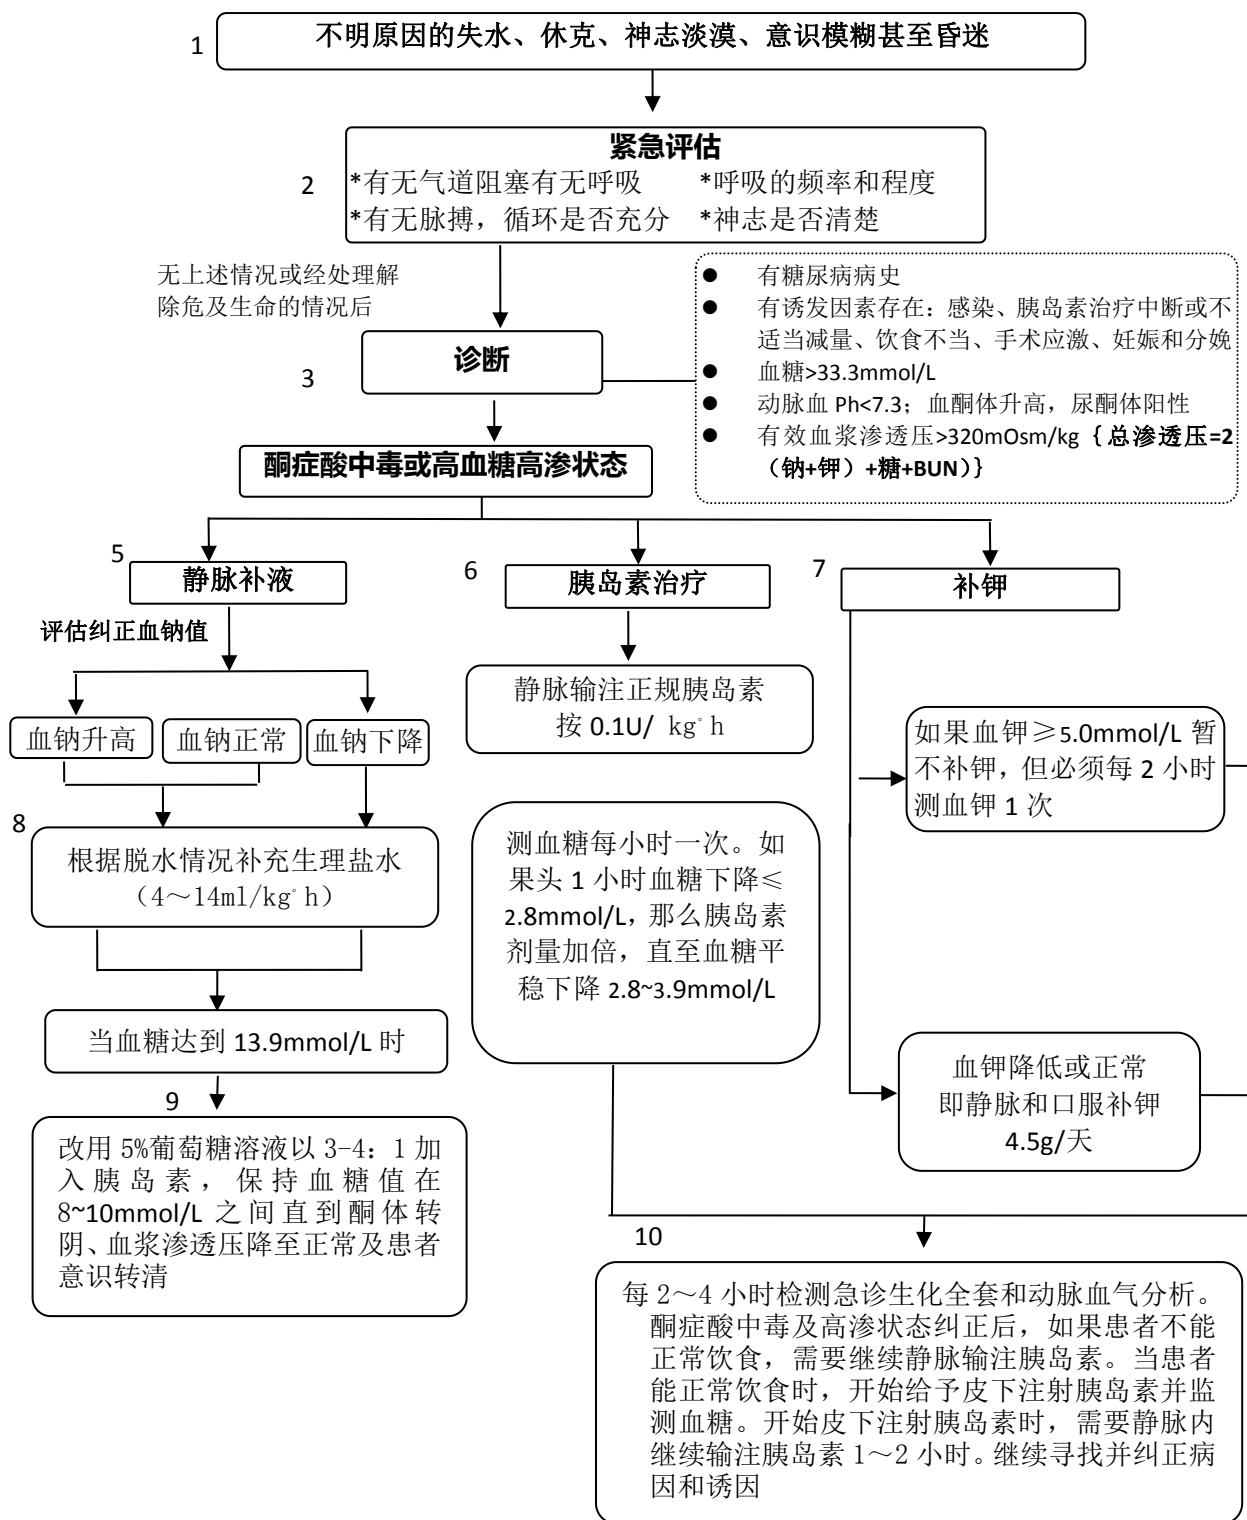 1
不明原因的失水、休克、神志淡漠、意识模糊甚至昏迷
紧急评估
2
*有无气道阻塞有无呼吸 *呼吸的频率和程度
*有无脉搏，循环是否充分 *神志是否清楚
无上述情况或经处理解
除危及生命的情况后
● 有糖尿病病史
● 有诱发因素存在：感染、胰岛素治疗中断或不
适当减量、饮食不当、手术应激、妊娠和分娩
● 血糖>33.3mmol/L
● 动脉血 Ph<7.3；血酮体升高，尿酮体阳性
● 有效血浆渗透压>320mOsm/kg｛总渗透压=2
（钠+钾）+糖+BUN）｝
3
诊断
酮症酸中毒或高血糖高渗状态
5
静脉补液
6
胰岛素治疗
7
补钾
评估纠正血钠值
血钠升高
血钠正常
血钠下降
静脉输注正规胰岛素
按 0.1U/ kg·h
如果血钾≥5.0mmol/L 暂
不补钾，但必须每 2 小时
测血钾 1 次
8
根据脱水情况补充生理盐水
（4～14ml/kg·h）
测血糖每小时一次。如
果头 1 小时血糖下降≤
2.8mmol/L，那么胰岛素
剂量加倍，直至血糖平
稳下降 2.8~3.9mmol/L
当血糖达到 13.9mmol/L 时
血钾降低或正常
即静脉和口服补钾
4.5g/天
9
改用 5%葡萄糖溶液以 3-4：1 加
入胰岛素，保持血糖值在
8~10mmol/L 之间直到酮体转
阴、血浆渗透压降至正常及患者
意识转清
10
每 2～4 小时检测急诊生化全套和动脉血气分析。
酮症酸中毒及高渗状态纠正后，如果患者不能
正常饮食，需要继续静脉输注胰岛素。当患者
能正常饮食时，开始给予皮下注射胰岛素并监
测血糖。开始皮下注射胰岛素时，需要静脉内
继续输注胰岛素 1～2 小时。继续寻找并纠正病
因和诱因